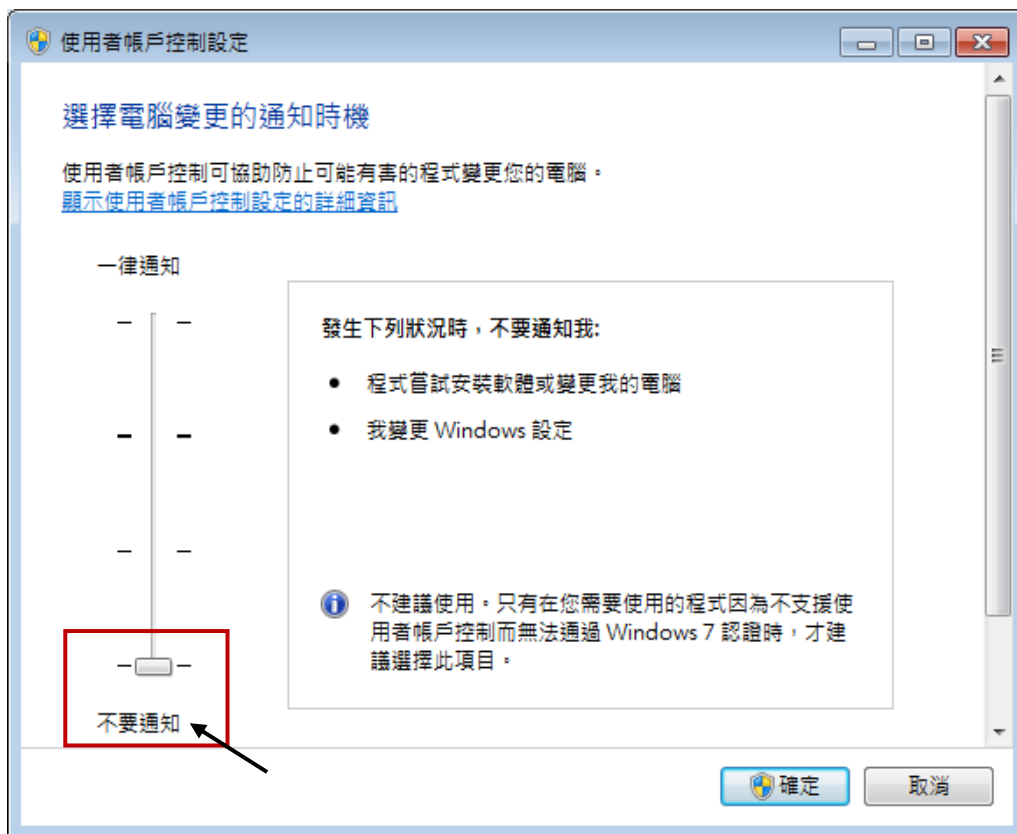 使用者帳戶控制設定
選擇電腦變更的通知時機
使用者帳戶控制可協助防止可能有害的程式變更您的電腦。
顯示使用者帳戶控制設定的詳細資訊
一律通知
發生下列狀況時，不要通知我:
● 程式嘗試安裝軟體或變更我的電腦
● 我變更 Windows 設定
不建議使用。只有在您需要使用的程式因為不支援使
用者帳戶控制而無法通過 Windows 7 認證時，才建
議選擇此項目。
不要通知
確定
取消